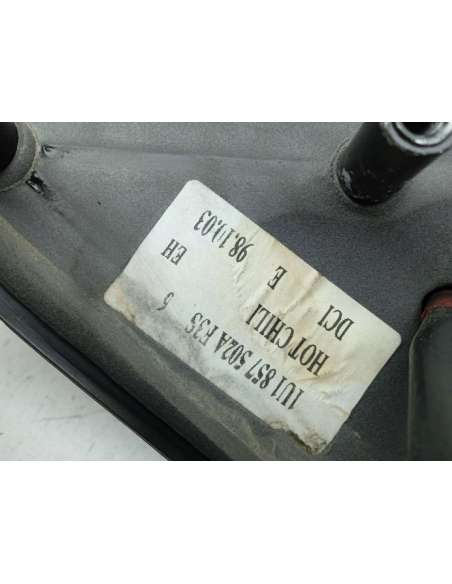 1U1 857 502A F3S 6
HOT CHILI EH
DCI E 98.10.03